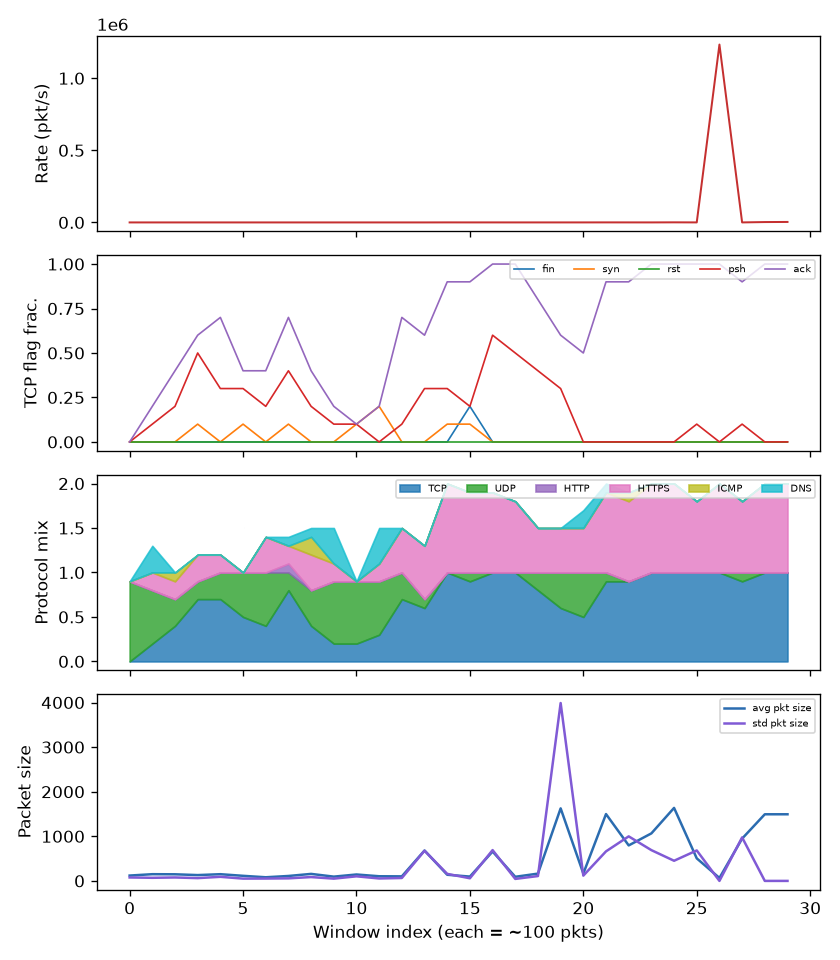 1e6
Rate (pkt/s)
1.0
0.5
0.0
TCP flag frac.
1.00
0.75
0.50
0.25
0.00
fin syn rst psh ack
Protocol mix
2.0
1.5
1.0
0.5
0.0
TCP UDP HTTP HTTPS ICMP DNS
Packet size
4000
3000
2000
1000
0
avg pkt size
std pkt size
0 5 10 15 20 25 30
Window index (each = ~100 pkts)